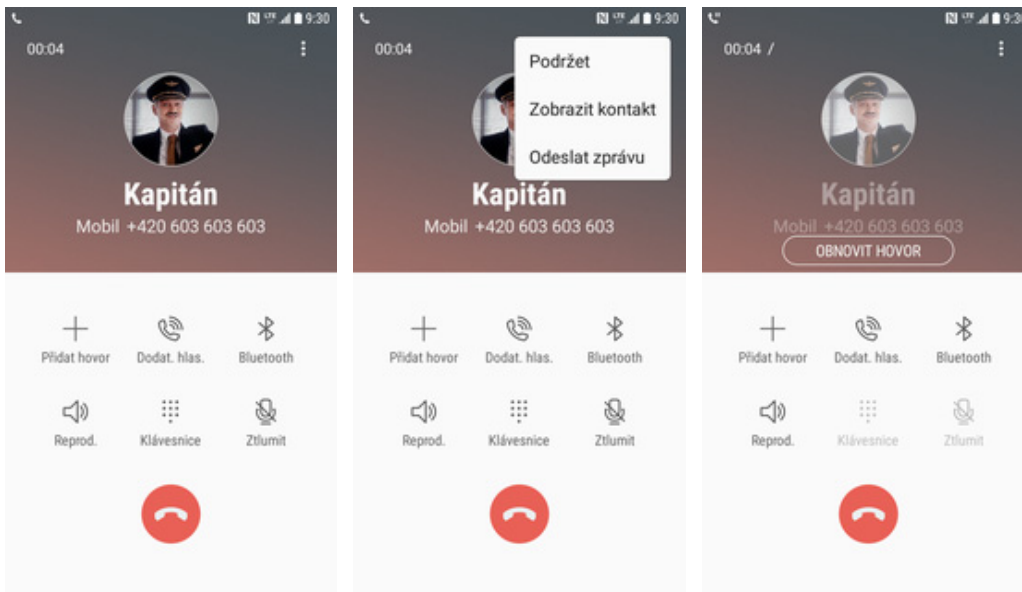 9:30
00:04
Kapitán
Mobil +420 603 603 603
Přidat hovor
Dodat. hlas.
Bluetooth
Reprod.
Klávesnice
Ztlumit
9:30
00:04
Podržet
Zobrazit kontakt
Odeslat zprávu
Kapitán
Mobil +420 603 603 603
Přidat hovor
Dodat. hlas.
Bluetooth
Reprod.
Klávesnice
Ztlumit
9:30
00:04 /
Kapitán
Mobil +420 603 603 603
OBNOVIT HOVOR
Přidat hovor
Dodat. hlas.
Bluetooth
Reprod.
Klávesnice
Ztlumit